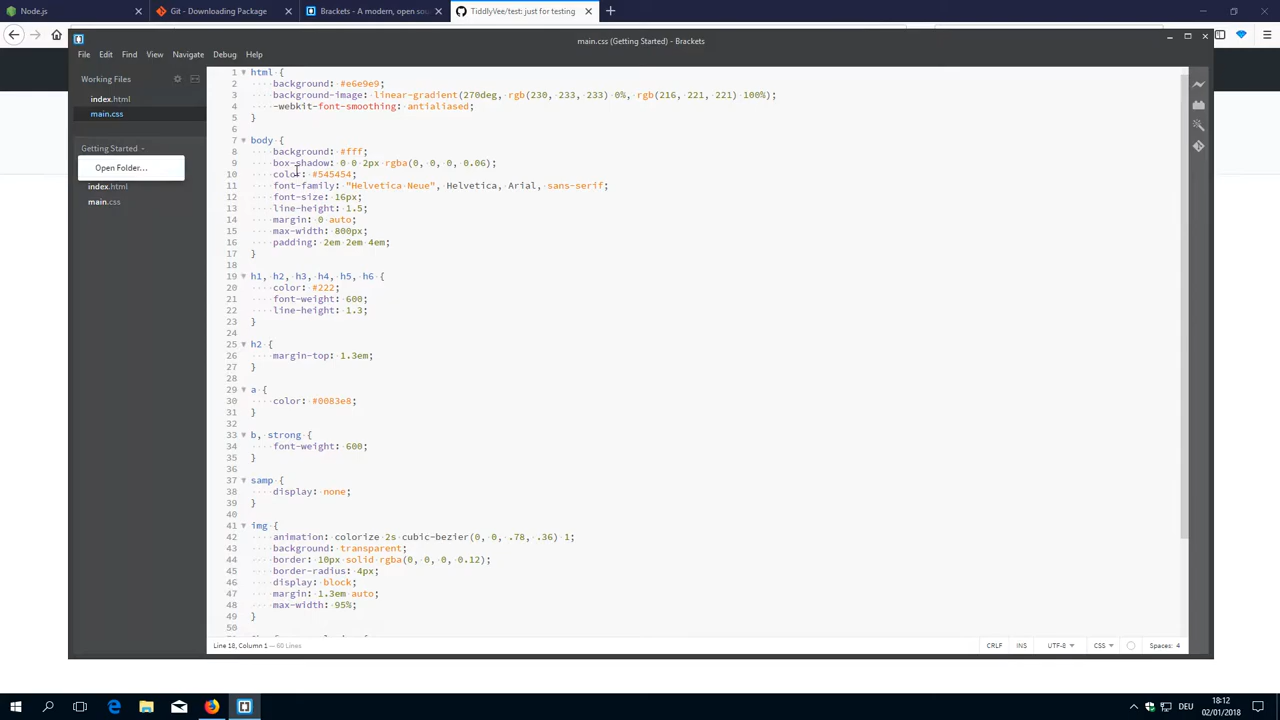 Node.js
Git - Downloading Package
Brackets - A modern, open sou
TiddlyVee/test: just for testing
main.css (Getting Started) - Brackets
File Edit Find View Navigate Debug Help
Working Files
index.html
main.css
Getting Started
Open Folder...
index.html
main.css
1 html {
2 background: #e6e9e9;
3 background-image: linear-gradient(270deg, rgb(230, 233, 233) 0%, rgb(216, 221, 221) 100%);
4 -webkit-font-smoothing: antialiased;
5 }
6
7 body {
8 background: #fff;
9 box-shadow: 0 0 2px rgba(0, 0, 0, 0.06);
10 color: #545454;
11 font-family: "Helvetica Neue", Helvetica, Arial, sans-serif;
12 font-size: 16px;
13 line-height: 1.5;
14 margin: 0 auto;
15 max-width: 800px;
16 padding: 2em 2em 4em;
17 }
18
19 h1, h2, h3, h4, h5, h6 {
20 color: #222;
21 font-weight: 600;
22 line-height: 1.3;
23 }
24
25 h2 {
26 margin-top: 1.3em;
27 }
28
29 a {
30 color: #0083e8;
31 }
32
33 b, strong {
34 font-weight: 600;
35 }
36
37 samp {
38 display: none;
39 }
40
41 img {
42 animation: colorize 2s cubic-bezier(0, 0, .78, .36) 1;
43 background: transparent;
44 border: 10px solid rgba(0, 0, 0, 0.12);
45 border-radius: 4px;
46 display: block;
47 margin: 1.3em auto;
48 max-width: 95%;
49 }
50
Line 18, Column 1 — 60 Lines
CRLF INS UTF-8 CSS Spaces: 4
DEU
18:12
02/01/2018